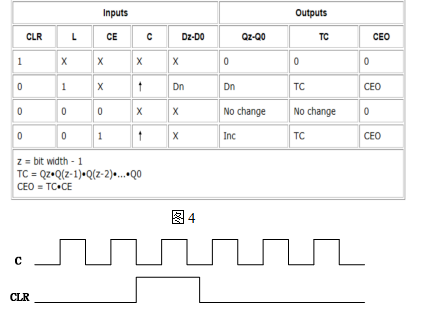 Inputs Outputs
CLR L CE C Dz-D0 Qz-Q0 TC CEO
1 X X X X 0 0 0
0 1 X ↑ Dn Dn TC CEO
0 0 0 X X No change No change 0
0 0 1 ↑ X Inc TC CEO
z = bit width - 1
TC = Qz•Q(z-1)•Q(z-2)•...•Q0
CEO = TC•CE
图 4
C
CLR